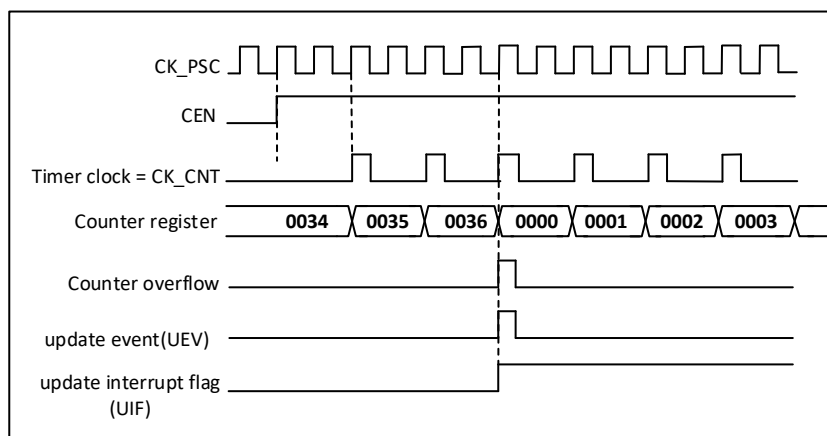 CK_PSC
CEN
Timer clock = CK_CNT
Counter register 0034 0035 0036 0000 0001 0002 0003
Counter overflow
update event(UEV)
update interrupt flag
(UIF)